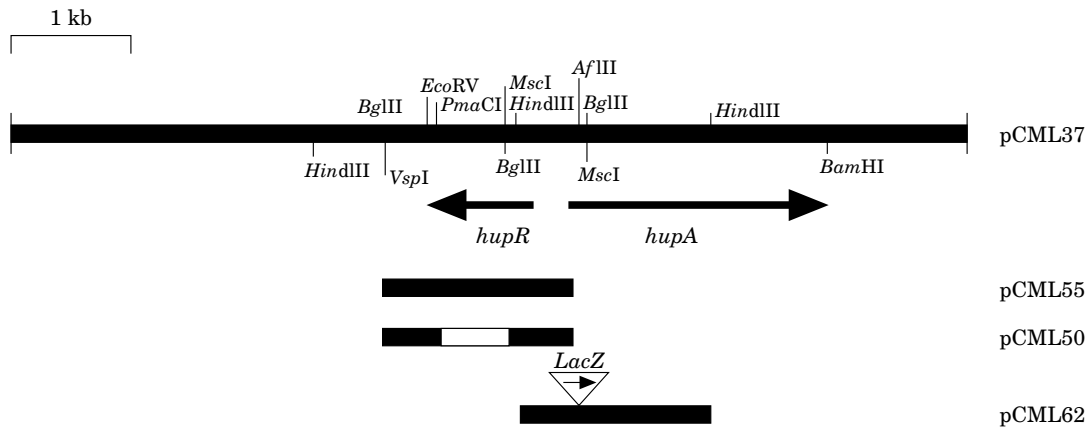 1 kb
AflII
EcoRV MscI
BglII PmaCI HindIII BglII HindIII
pCML37
HindIII VspI BglII MscI BamHI
hupR hupA
pCML55
pCML50
LacZ
pCML62